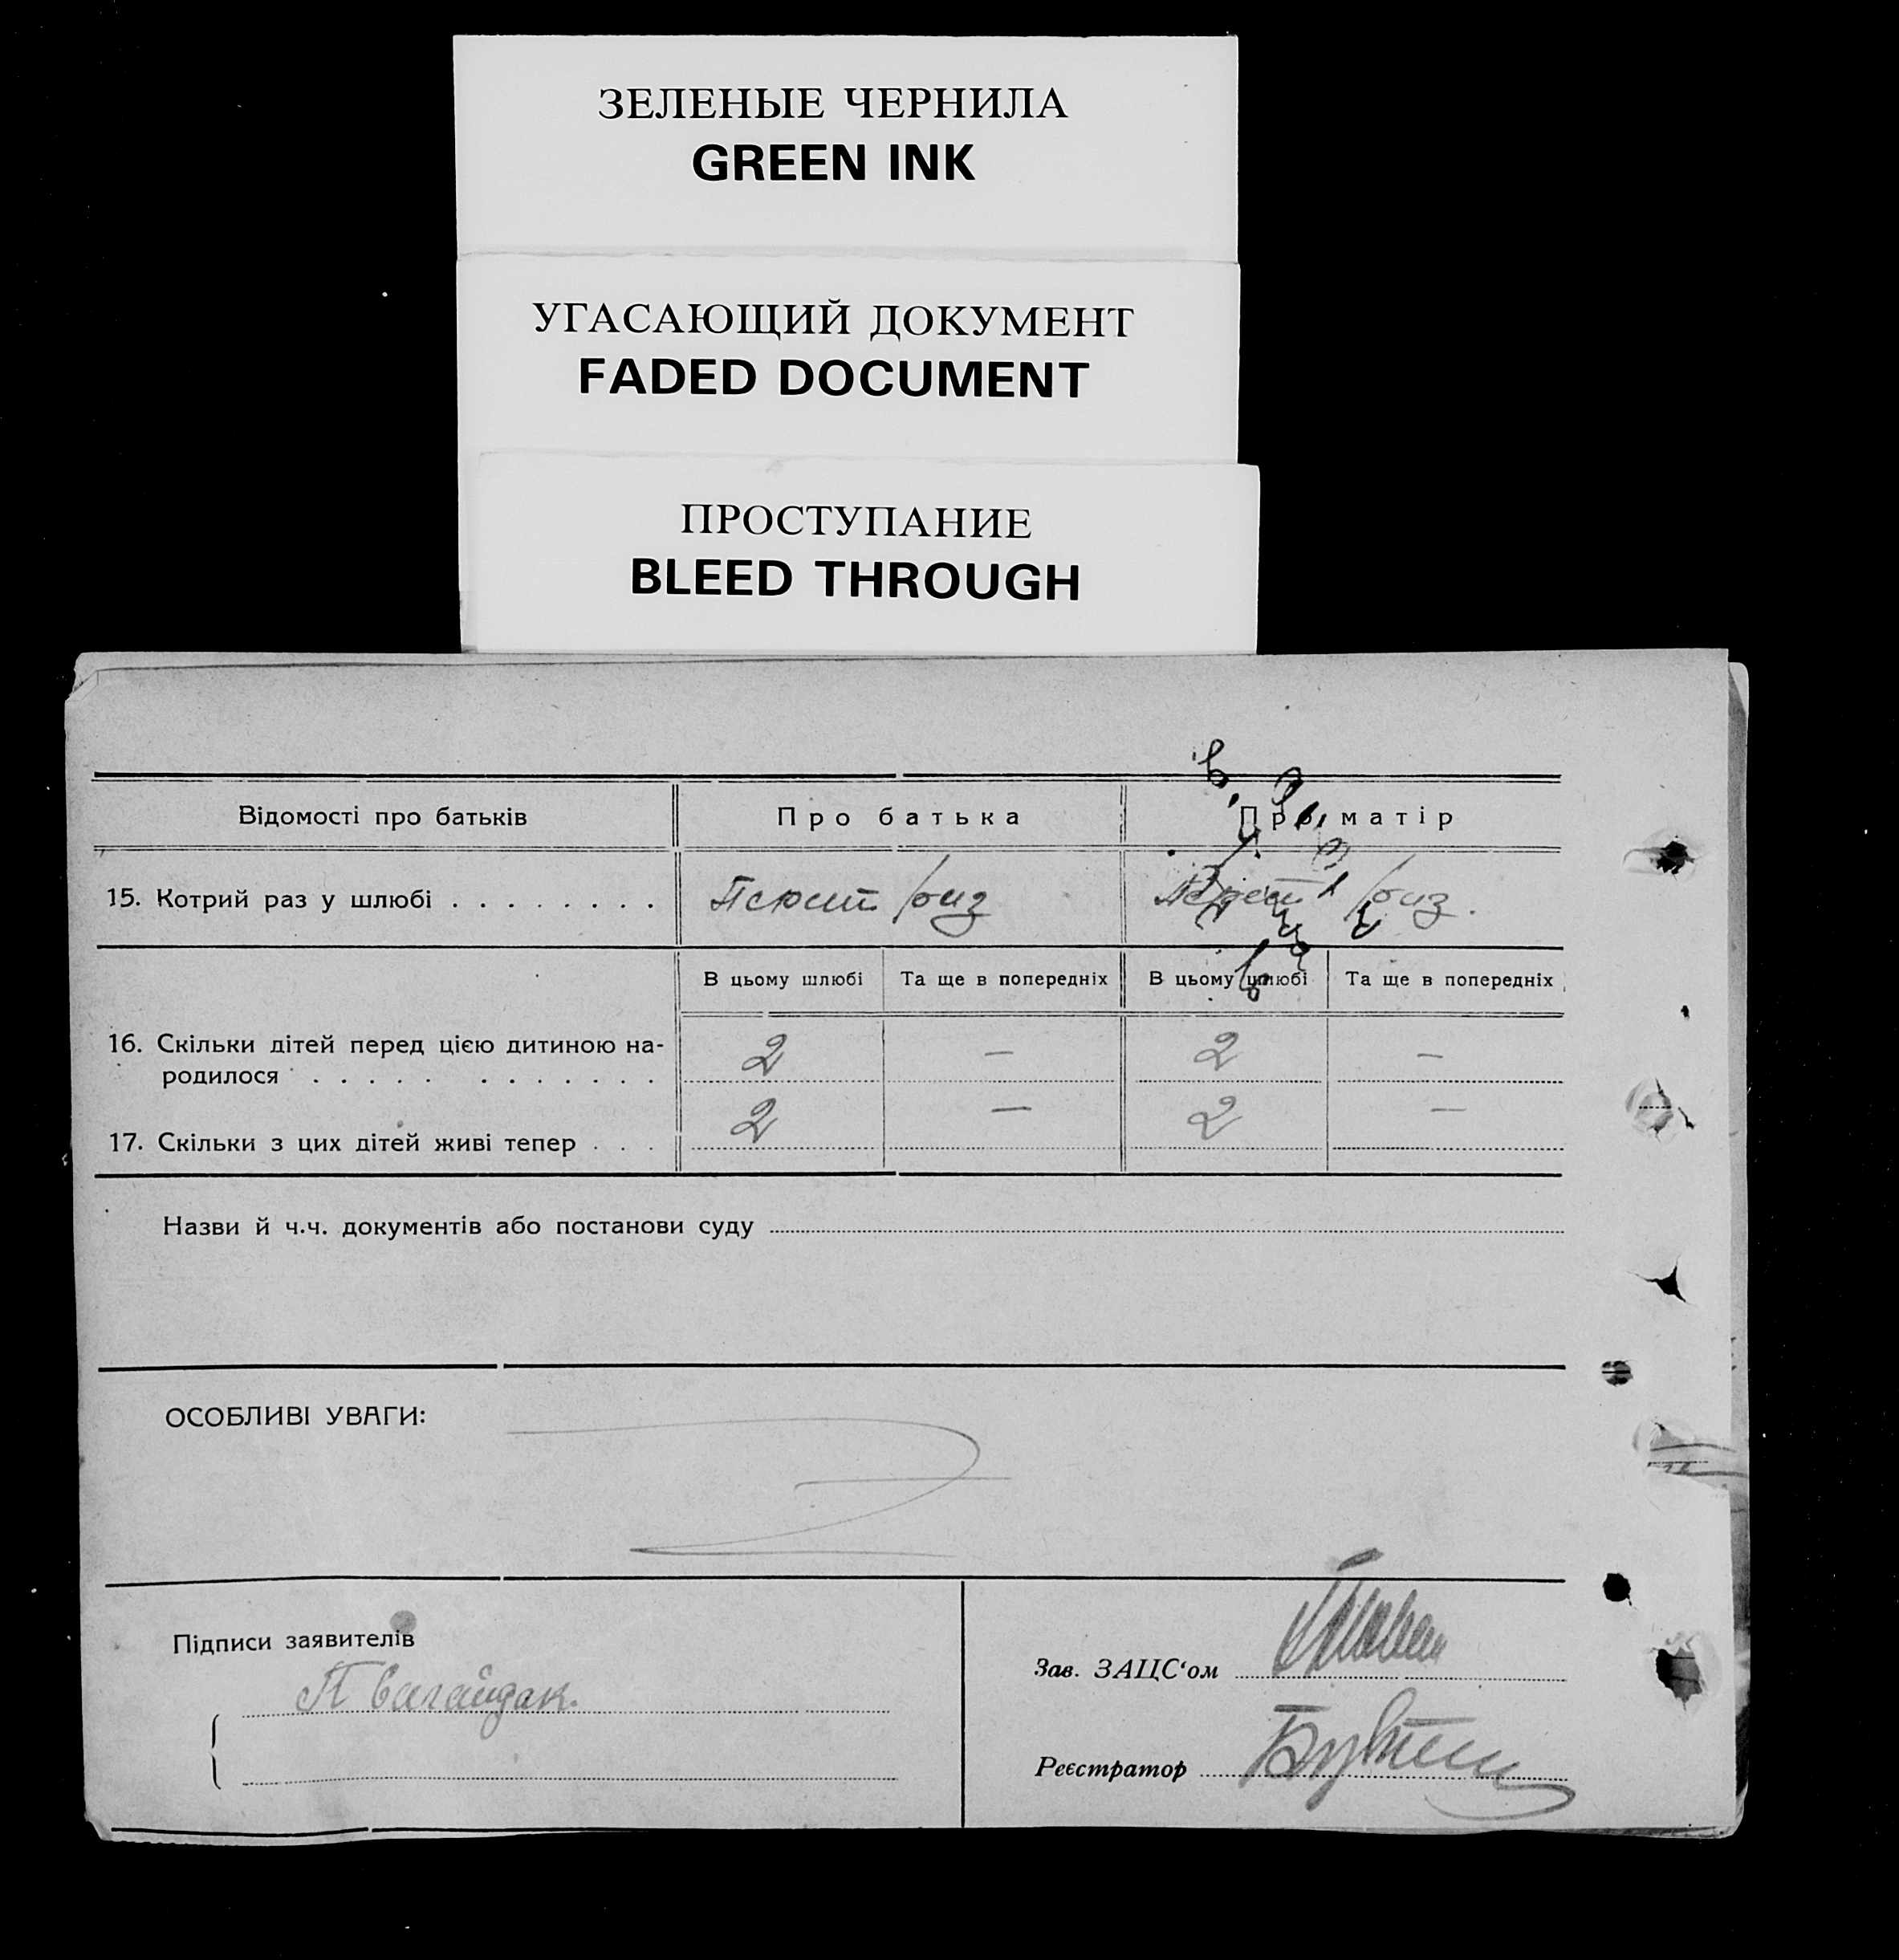 ЗЕЛЕНЫЕ ЧЕРНИЛА
GREEN INK
УГАСАЮЩИЙ ДОКУМЕНТ
FADED DOCUMENT
ПРОСТУПАНИЕ
BLEED THROUGH
Відомості про батьків Про батька Про матір
15. Котрий раз у шлюбі . . . . . . . . раз раз.
В цьому шлюбі Та ще в попередніх В цьому шлюбі Та ще в попередніх
16. Скільки дітей перед цією дитиною на-
родилося . . . . . . . . . . . . 2 — 2 —
17. Скільки з цих дітей живі тепер . . . 2 — 2 —
Назви й ч.ч. документів або постанови суду
ОСОБЛИВІ УВАГИ:
Підписи заявителів
Зав. ЗАЦС‘ом
Реєстратор